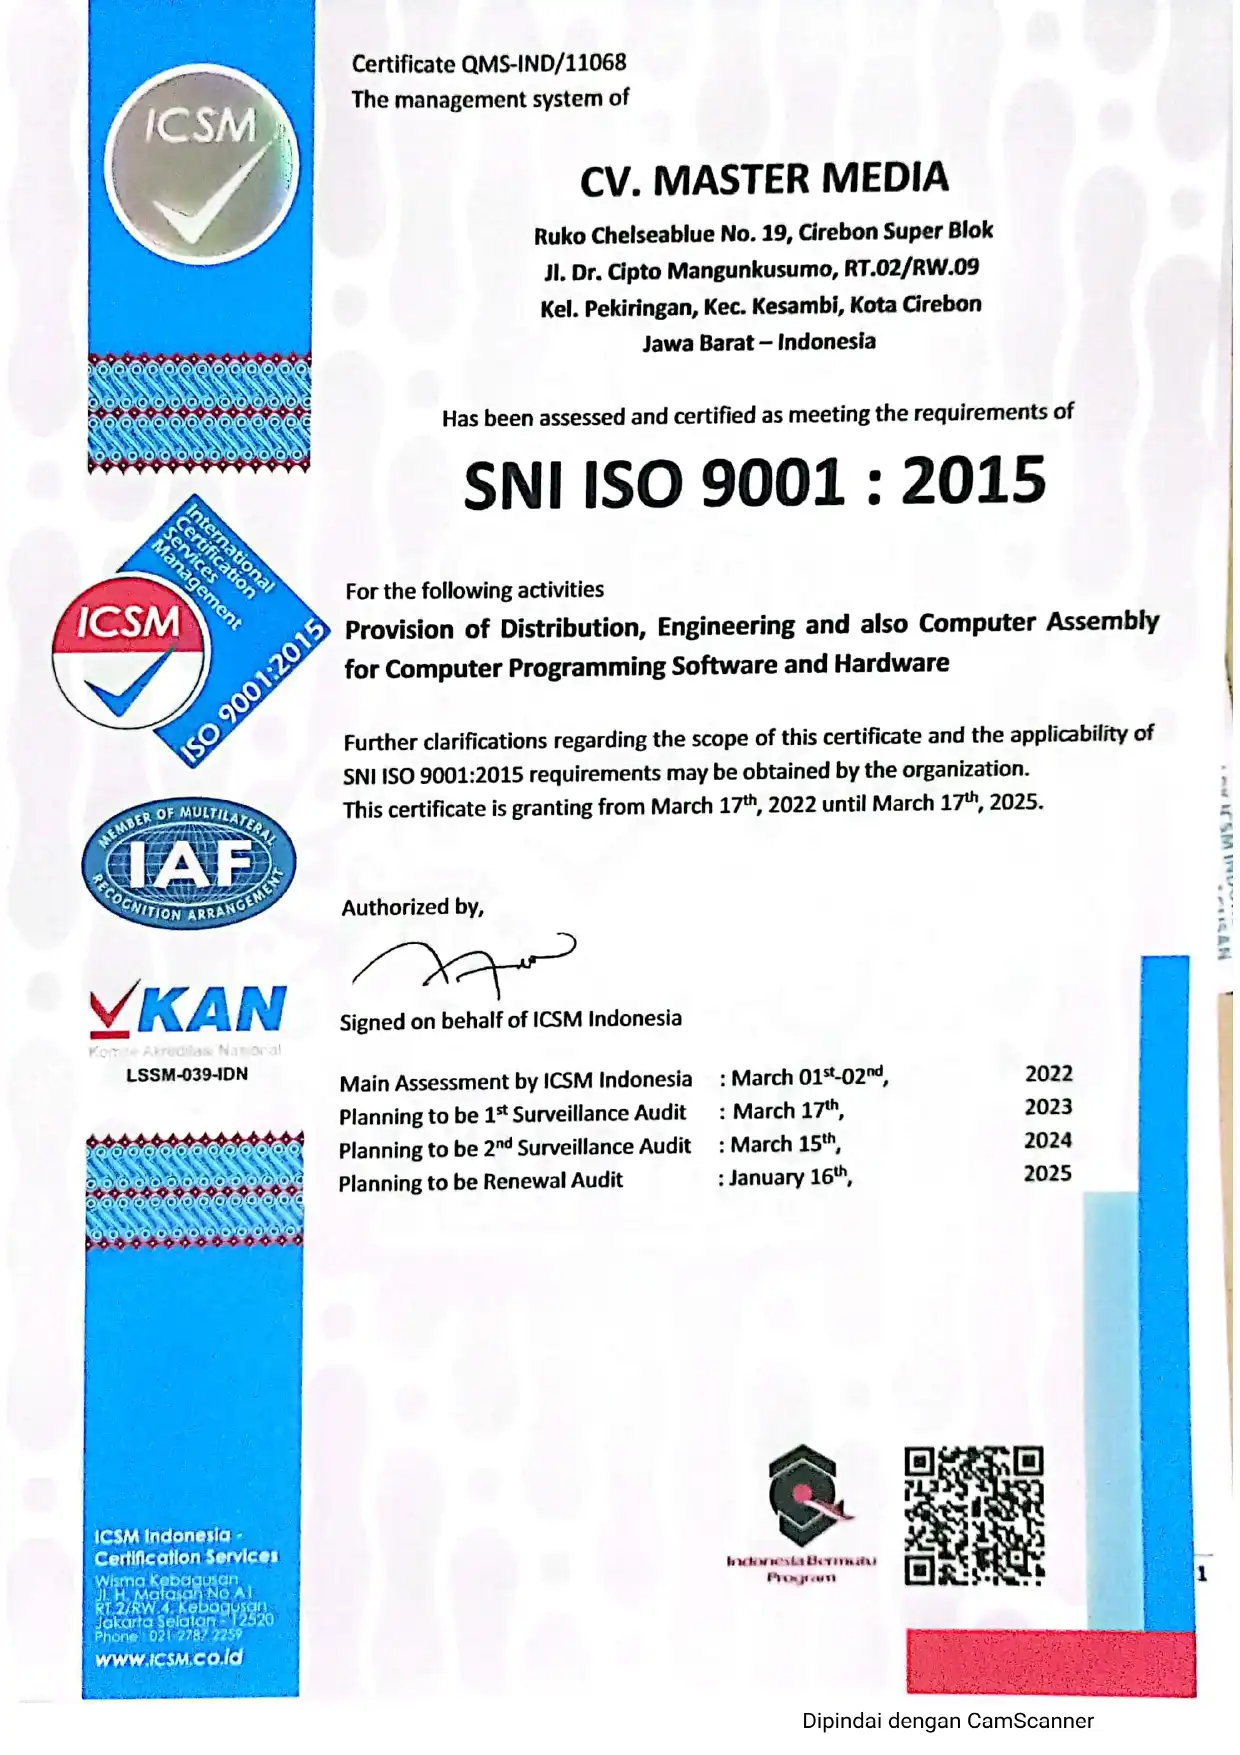 Certificate QMS-IND/11068
The management system of
CV. MASTER MEDIA
Ruko Chelseablue No. 19, Cirebon Super Blok
Jl. Dr. Cipto Mangunkusumo, RT.02/RW.09
Kel. Pekiringan, Kec. Kesambi, Kota Cirebon
Jawa Barat – Indonesia
Has been assessed and certified as meeting the requirements of
SNI ISO 9001 : 2015
For the following activities
Provision of Distribution, Engineering and also Computer Assembly
for Computer Programming Software and Hardware
Further clarifications regarding the scope of this certificate and the applicability of
SNI ISO 9001:2015 requirements may be obtained by the organization.
This certificate is granting from March 17th, 2022 until March 17th, 2025.
Authorized by,
Signed on behalf of ICSM Indonesia
Main Assessment by ICSM Indonesia : March 01st-02nd, 2022
Planning to be 1st Surveillance Audit : March 17th, 2023
Planning to be 2nd Surveillance Audit : March 15th, 2024
Planning to be Renewal Audit : January 16th, 2025
ICSM
International
Certification
Services
Management
ICSM
ISO 9001:2015
MEMBER OF MULTILATERAL
IAF
RECOGNITION ARRANGEMENT
KAN
Komite Akreditasi Nasional
LSSM-039-IDN
ICSM Indonesia -
Certification Services
Wisma Kebagusan
Jl. H. Matasan No A.1
RT.2/RW.4, Kebagusan
Jakarta Selatan - 12520
Phone : 021 2787 2259
www.icsm.co.id
Indonesia Bermutu
Program
1
Dipindai dengan CamScanner